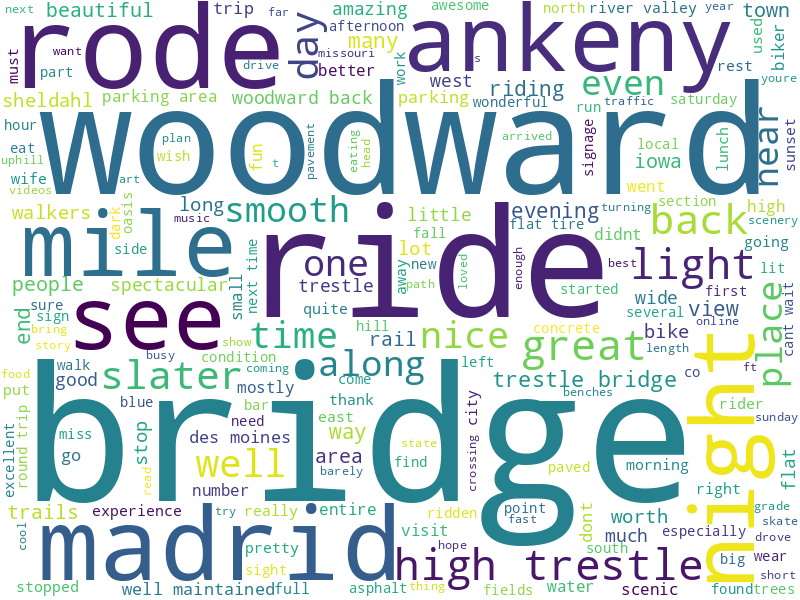 next beautiful trip far amazing awesome north river valley year town
rode day afternoon many ankeny used biker
must want missouri drive better work west s rest youre
part even
sheldahl parking area woodward back parking riding wonderful run traffic saturday
hour woodward near
eat plan wish fun t pavement eating head arrived signage local iowa lunch sunset
uphill wife videos art went
walkers dark oasis long music smooth little evening turning section high scenery
mile side ride fall flat tire didnt back going
people spectacular small next time one trestle lot away new path loved enough best light lit cant wait
end sure sign see quite started wide view first several place
bring story show time hill rail nice concrete great bike online
food walk busy condition coming along left length co ft
put good slater mostly come trestle bridge rider
round trip blue bar thank benches sunday
excellent miss stop des moines need east way crossing city bridge night flat
go read well area state find paved morning
number barely point right grade
trails experience try really entire ridden fast dont worth especially skate
cool madrid pretty visit hope south much drove
sight high trestle big wear
stopped well maintained full asphalt thing fields water scenic found trees short